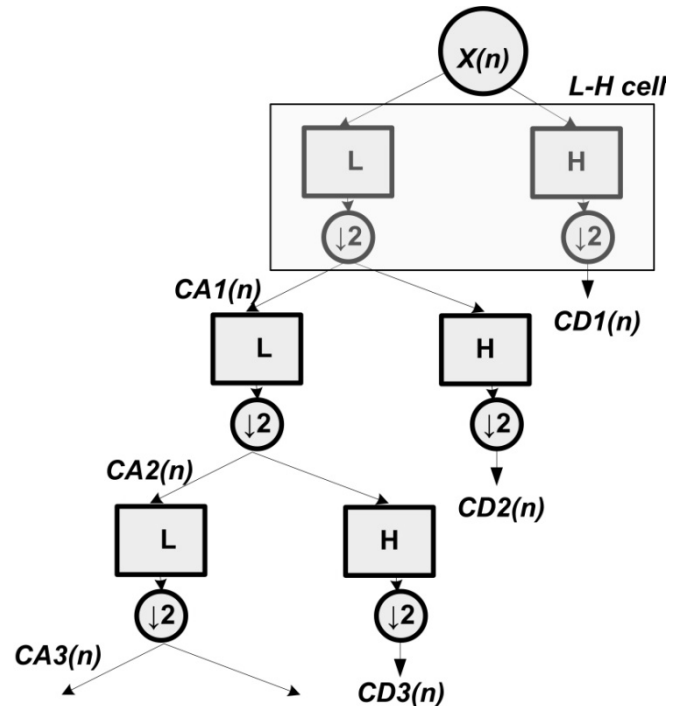 X(n)
L-H cell
L
H
↓2
↓2
CA1(n)
CD1(n)
L
H
↓2
↓2
CA2(n)
CD2(n)
L
H
↓2
↓2
CA3(n)
CD3(n)